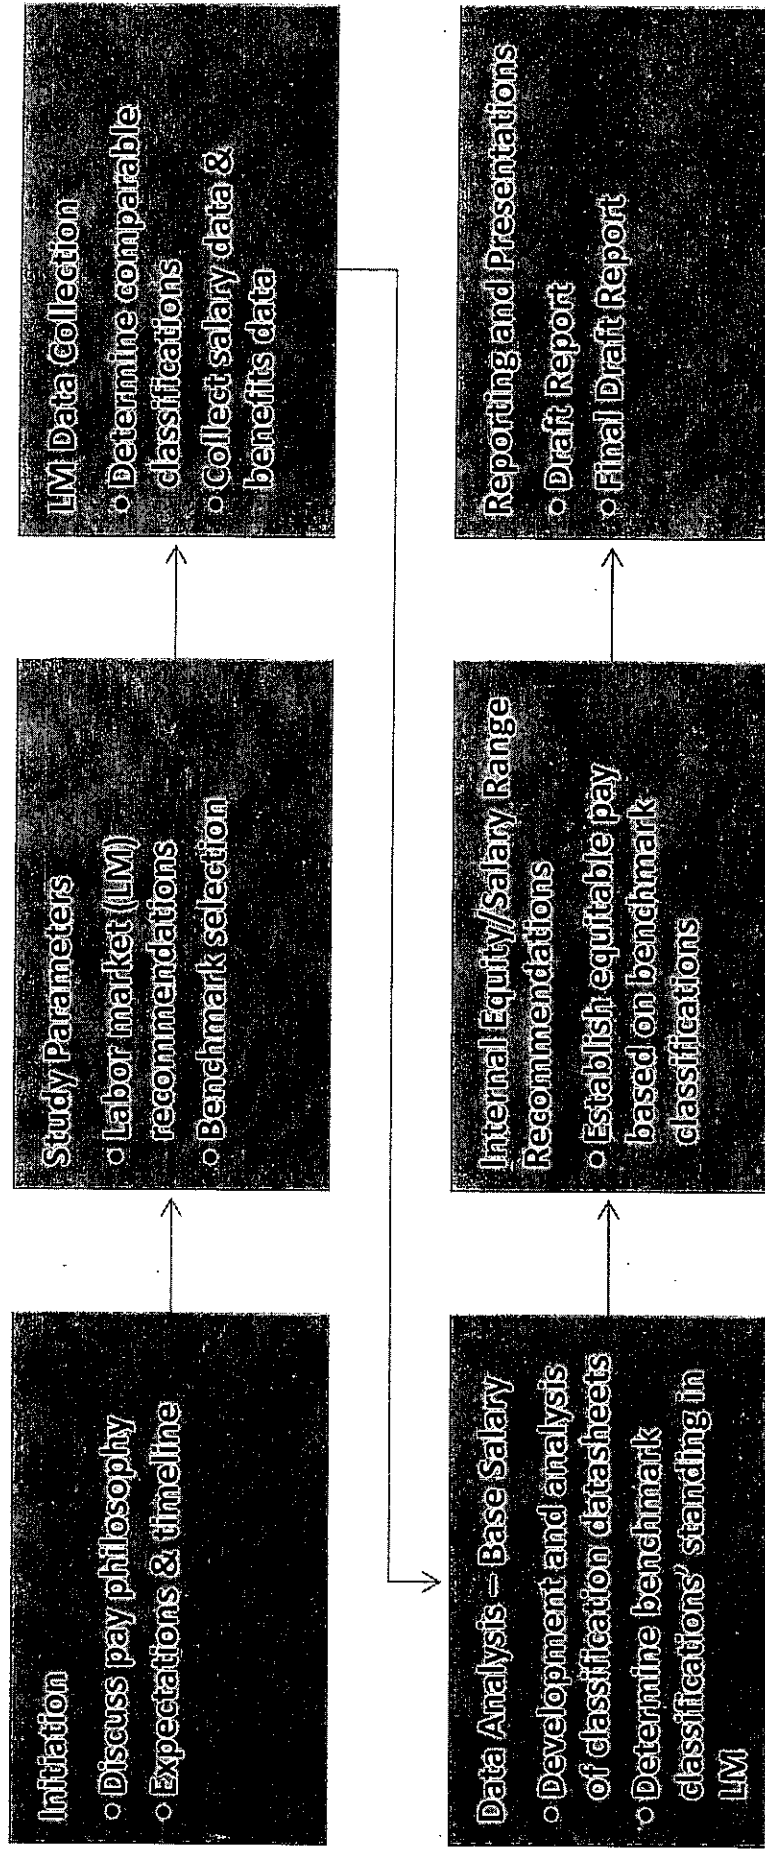 Initiation
○ Discuss pay philosophy
○ Expectations & timeline
Study Parameters
○ Labor market (LM)
recommendations
○ Benchmark selection
LM Data Collection
○ Determine comparable
classifications
○ Collect salary data &
benefits data
Data Analysis – Base Salary
○ Development and analysis
of classification datasheets
○ Determine benchmark
classifications' standing in
LM
Internal Equity/Salary Range
Recommendations
○ Establish equitable pay
based on benchmark
classifications
Reporting and Presentations
○ Draft Report
○ Final Draft Report